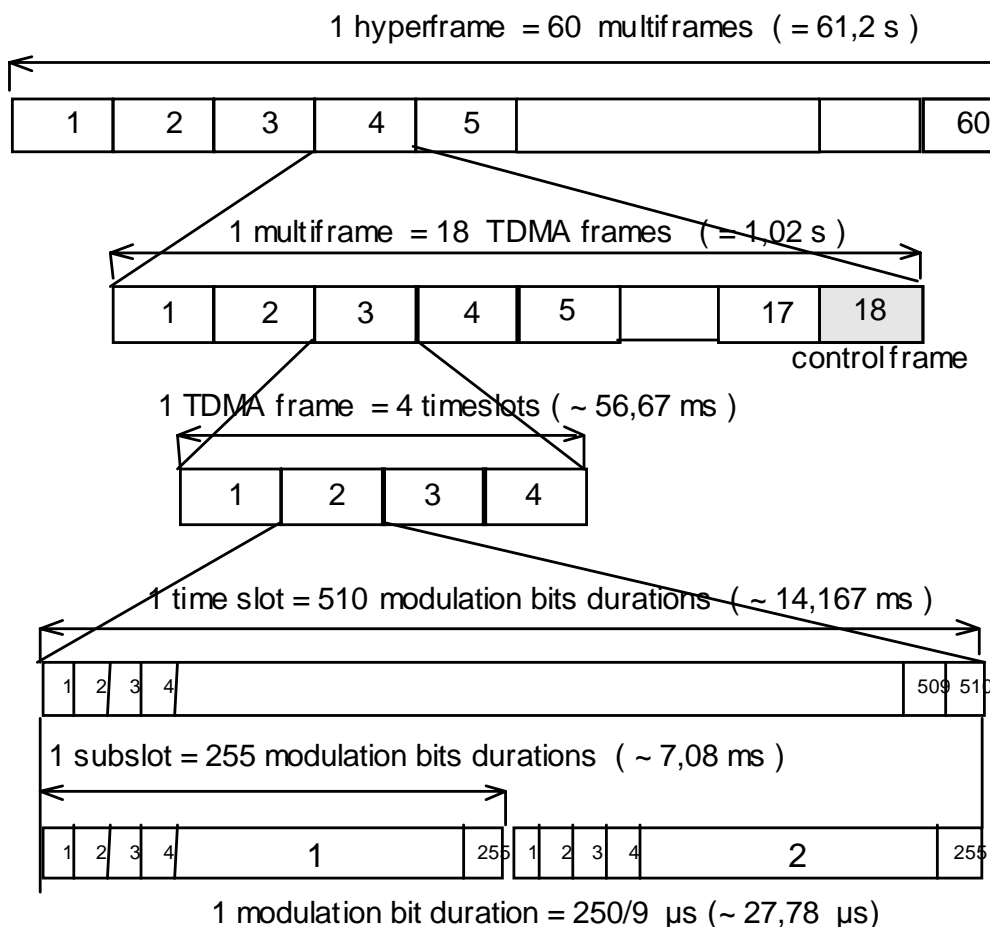 1 hyperframe = 60 multiframes ( = 61,2 s )
1 2 3 4 5 60
1 multiframe = 18 TDMA frames ( = 1,02 s )
1 2 3 4 5 17 18
control frame
1 TDMA frame = 4 timeslots ( ~ 56,67 ms )
1 2 3 4
1 time slot = 510 modulation bits durations ( ~ 14,167 ms )
1 2 3 4 509 510
1 subslot = 255 modulation bits durations ( ~ 7,08 ms )
1 2 3 4 1 255 1 2 3 4 2 255
1 modulation bit duration = 250/9 µs (~ 27,78 µs)